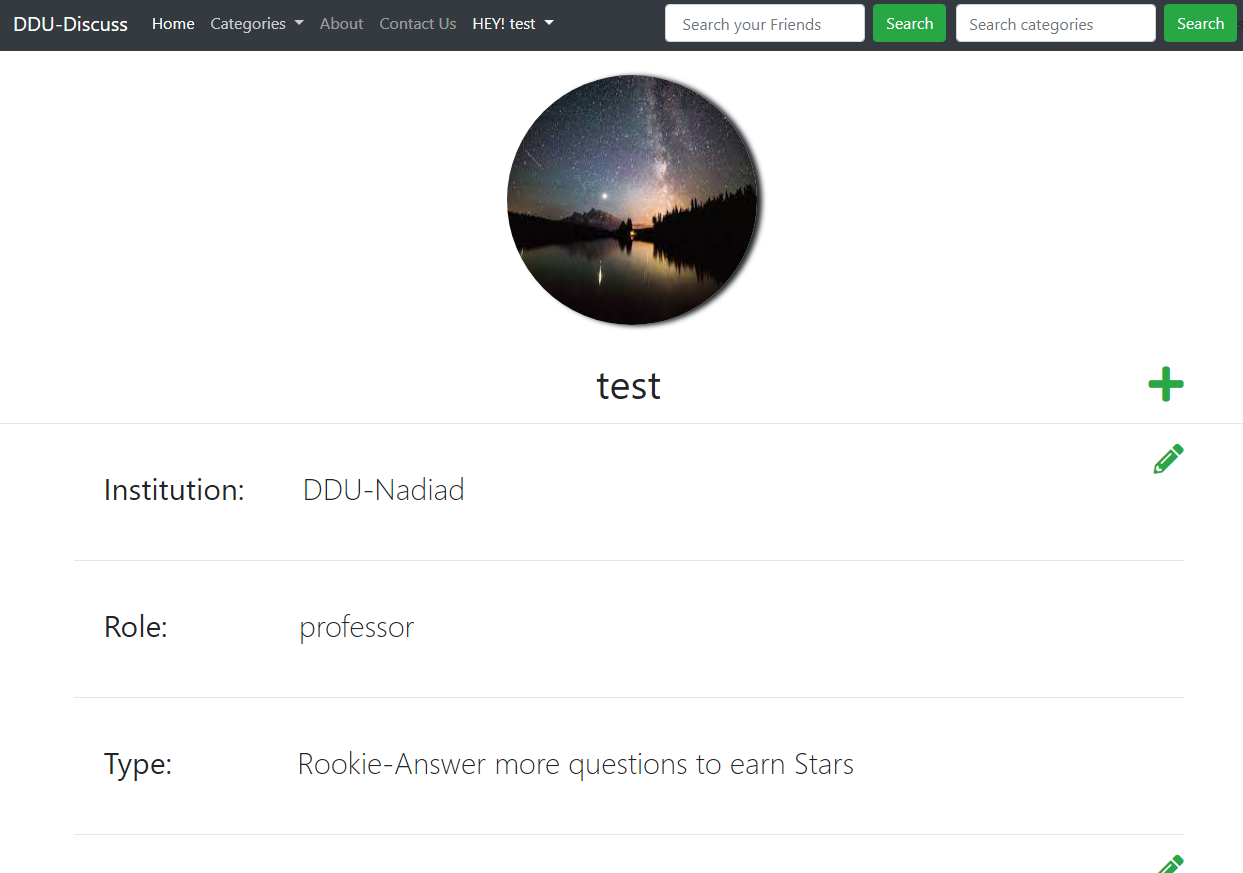 DDU-Discuss Home Categories About Contact Us HEY! test Search your Friends Search Search categories Search
test
Institution: DDU-Nadiad
Role: professor
Type: Rookie-Answer more questions to earn Stars